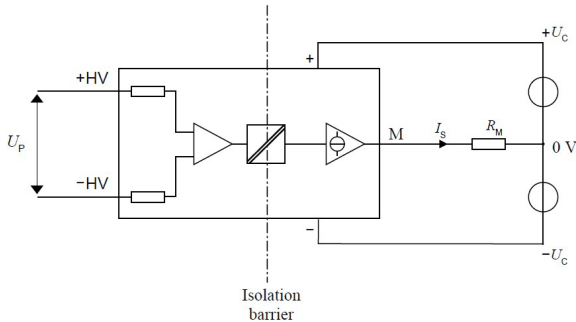 +U_C
+
+HV
U_P
M
I_S
R_M
0 V
-HV
−
−U_C
Isolation
barrier